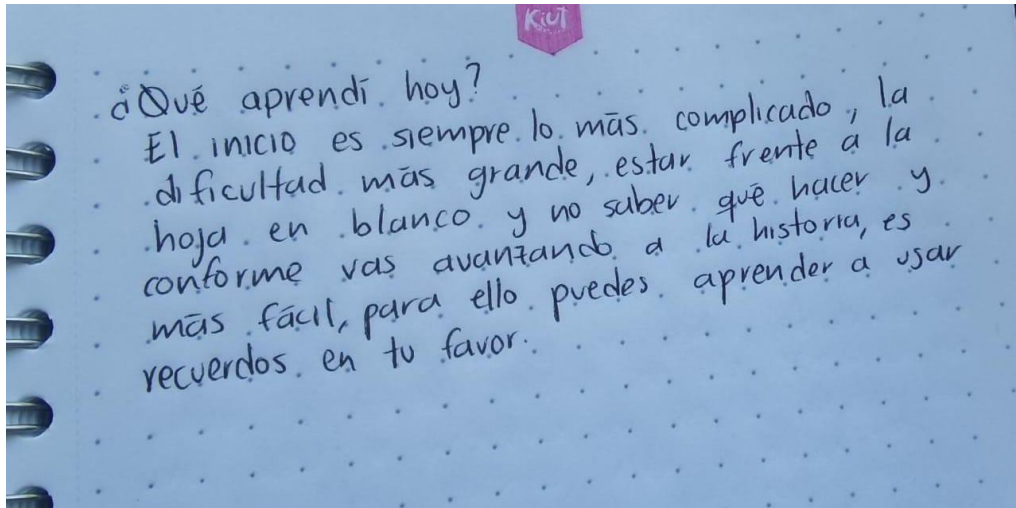 KiUT
¿Qué aprendí hoy?
El inicio es siempre lo más complicado, la
dificultad más grande, estar frente a la
hoja en blanco y no saber qué hacer y
conforme vas avanzando a la historia, es
más fácil, para ello puedes aprender a usar
recuerdos en tu favor.